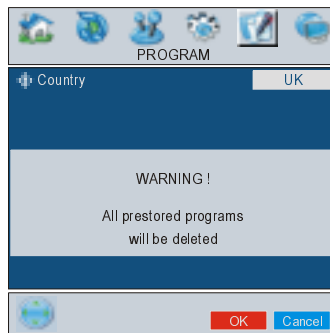 PROGRAM
Country UK
WARNING !
All prestored programs
will be deleted
OK Cancel